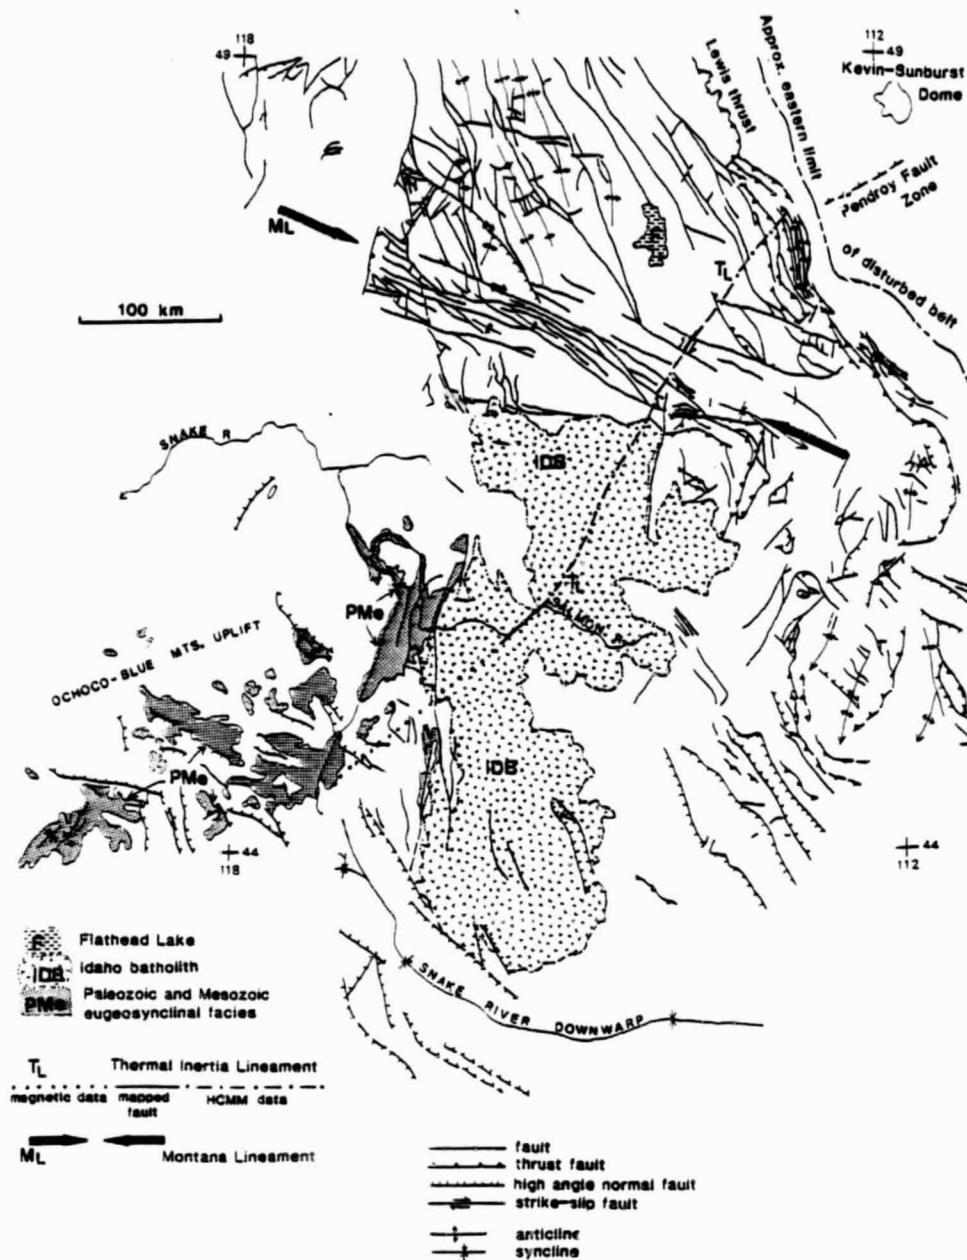 118
49
112
49
Kevin-Sunburst
Dome
Lewis thrust
Approx. eastern limit
of disturbed belt
Pendroy Fault
Zone
ML
TL
100 km
SNAKE R
IDB
TL
SALMON R.
PMe
OCHOCO-BLUE MTS. UPLIFT
IDB
PMe
44
118
44
112
SNAKE RIVER DOWNWARP
F Flathead Lake
IDB Idaho batholith
PMe Paleozoic and Mesozoic
eugeosynclinal facies
TL Thermal Inertia Lineament
magnetic data mapped fault HCMM data
ML Montana Lineament
fault
thrust fault
high angle normal fault
strike-slip fault
anticline
syncline